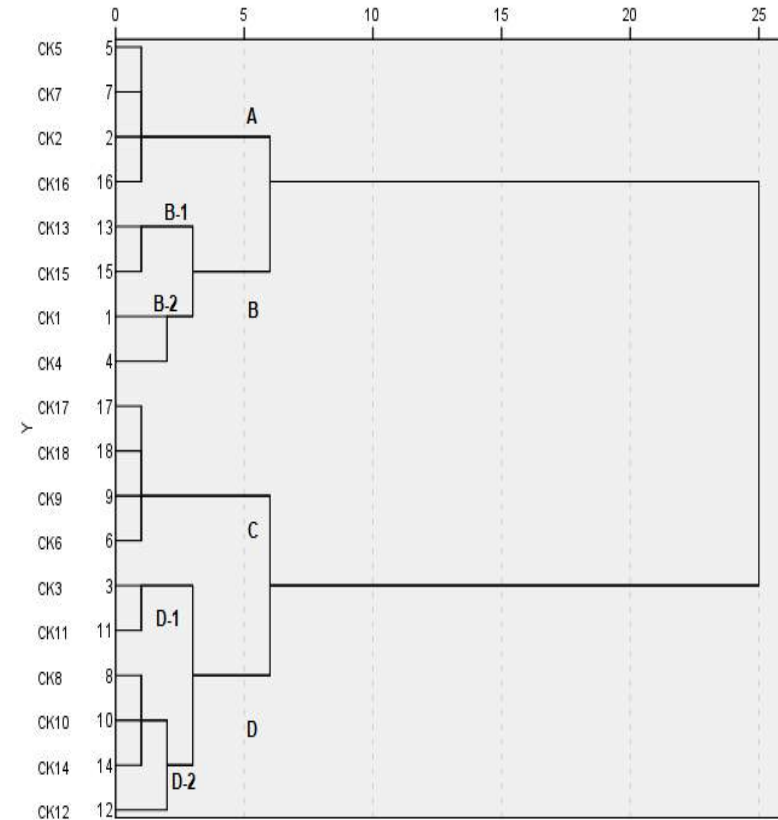 0 5 10 15 20 25
CK5 5
CK7 7
A
CK2 2
CK16 16
B-1
CK13 13
CK15 15
B-2
B
CK1 1
CK4 4
CK17 17
Y
CK18 18
CK9 9
C
CK6 6
CK3 3
D-1
CK11 11
CK8 8
CK10 10
D
CK14 14
D-2
CK12 12